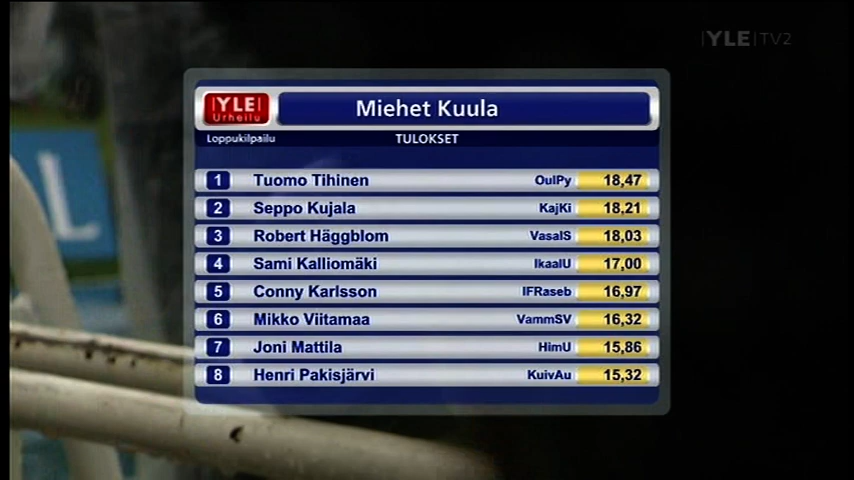 |YLE|TV2
|YLE|
Urheilu
Miehet Kuula
Loppukilpailu TULOKSET
1 Tuomo Tihinen OulPy 18,47
2 Seppo Kujala KajKi 18,21
3 Robert Häggblom VasaIS 18,03
4 Sami Kalliomäki IkaalU 17,00
5 Conny Karlsson IFRaseb 16,97
6 Mikko Viitamaa VammSV 16,32
7 Joni Mattila HimU 15,86
8 Henri Pakisjärvi KuivAu 15,32